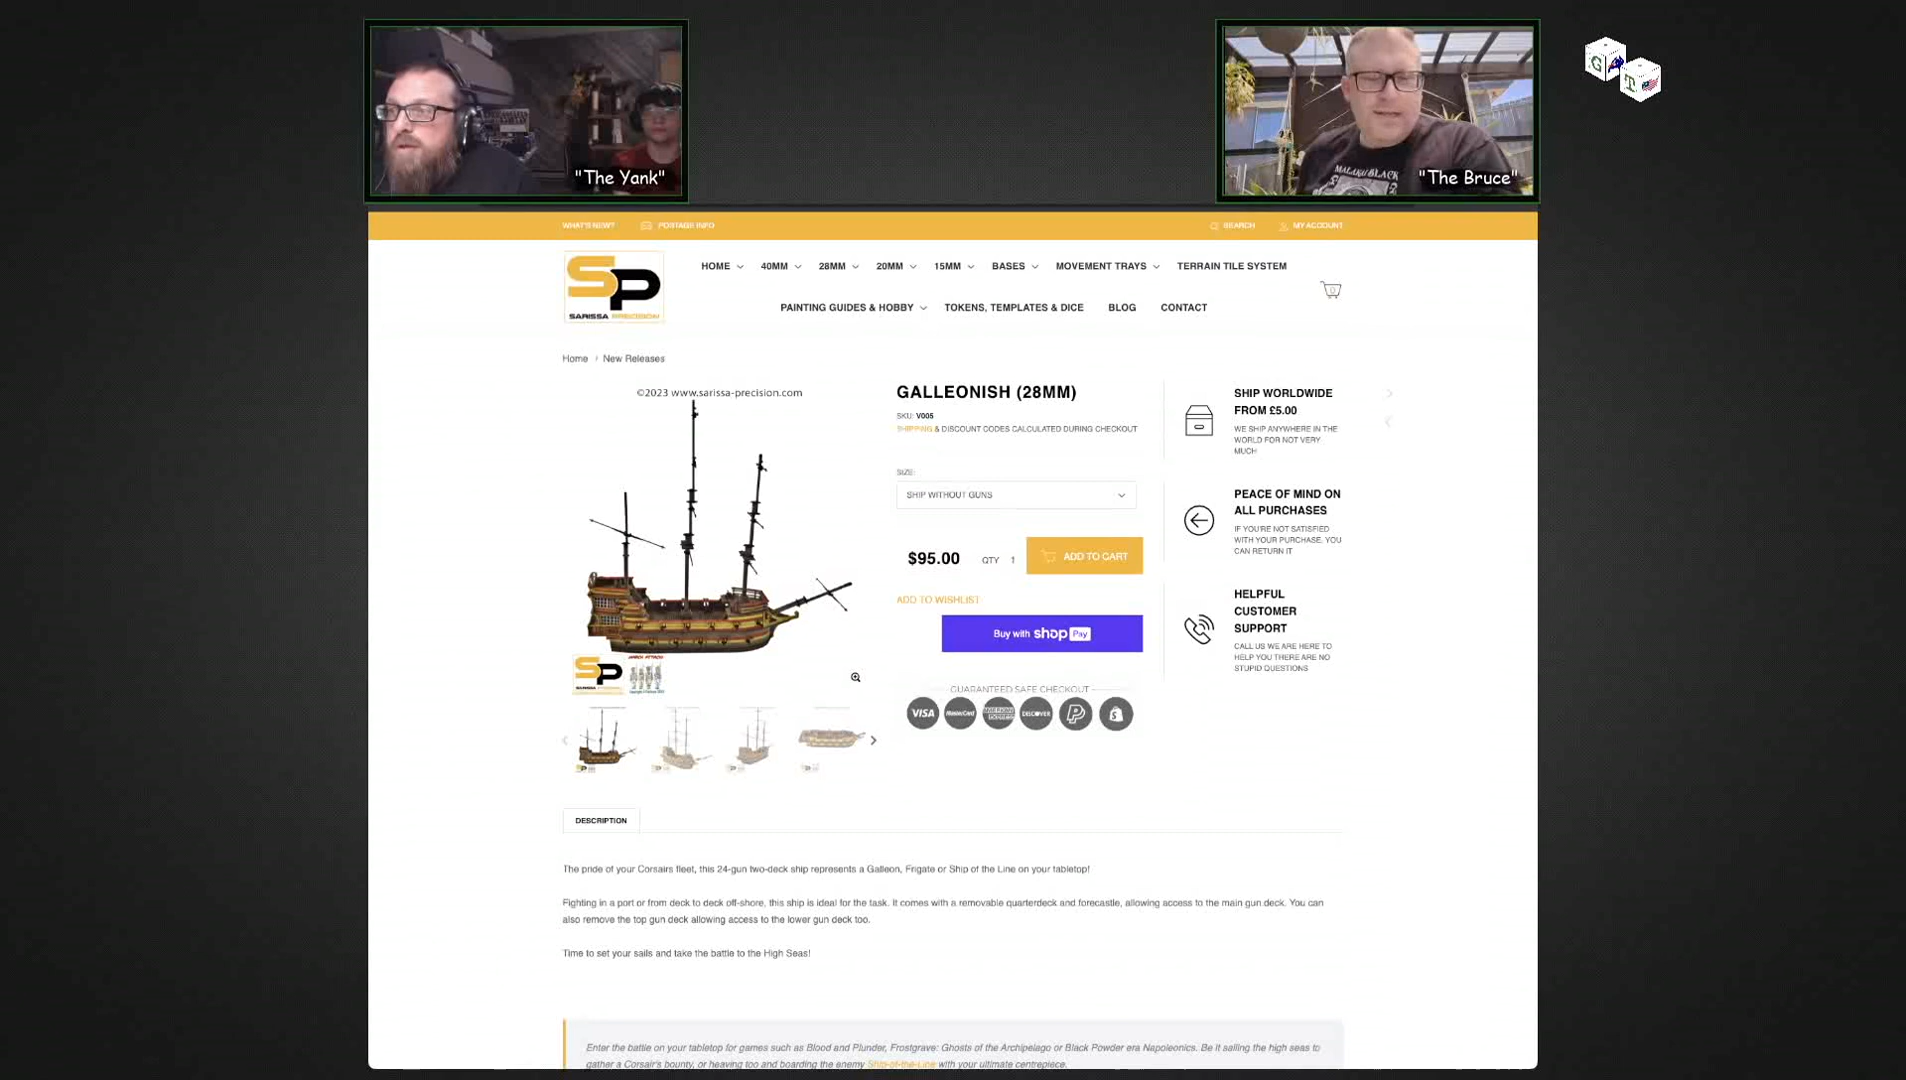 "The Yank"
"The Bruce"
MALAKU BLACK
WHAT'S NEW?
POSTAGE INFO
SEARCH
MY ACCOUNT
SP
SARISSA PRECISION
HOME
40MM
28MM
20MM
15MM
BASES
MOVEMENT TRAYS
TERRAIN TILE SYSTEM
PAINTING GUIDES & HOBBY
TOKENS, TEMPLATES & DICE
BLOG
CONTACT
0
Home › New Releases
©2023 www.sarissa-precision.com
GALLEONISH (28MM)
SKU: V005
SHIPPING & DISCOUNT CODES CALCULATED DURING CHECKOUT
SIZE:
SHIP WITHOUT GUNS
$95.00
QTY 1
ADD TO CART
ADD TO WISHLIST
Buy with shop Pay
GUARANTEED SAFE CHECKOUT
VISA
MasterCard
AMERICAN EXPRESS
DISCOVER
SHIP WORLDWIDE
FROM £5.00
WE SHIP ANYWHERE IN THE
WORLD FOR NOT VERY
MUCH
PEACE OF MIND ON
ALL PURCHASES
IF YOU'RE NOT SATISFIED
WITH YOUR PURCHASE, YOU
CAN RETURN IT
HELPFUL
CUSTOMER
SUPPORT
CALL US WE ARE HERE TO
HELP YOU THERE ARE NO
STUPID QUESTIONS
DESCRIPTION
The pride of your Corsairs fleet, this 24-gun two-deck ship represents a Galleon, Frigate or Ship of the Line on your tabletop!
Fighting in a port or from deck to deck off-shore, this ship is ideal for the task. It comes with a removable quarterdeck and forecastle, allowing access to the main gun deck. You can
also remove the top gun deck allowing access to the lower gun deck too.
Time to set your sails and take the battle to the High Seas!
Enter the battle on your tabletop for games such as Blood and Plunder, Frostgrave: Ghosts of the Archipelago or Black Powder era Napoleonics. Be it sailing the high seas to
gather a Corsair's bounty, or heaving too and boarding the enemy Ship-of-the-Line with your ultimate centrepiece.